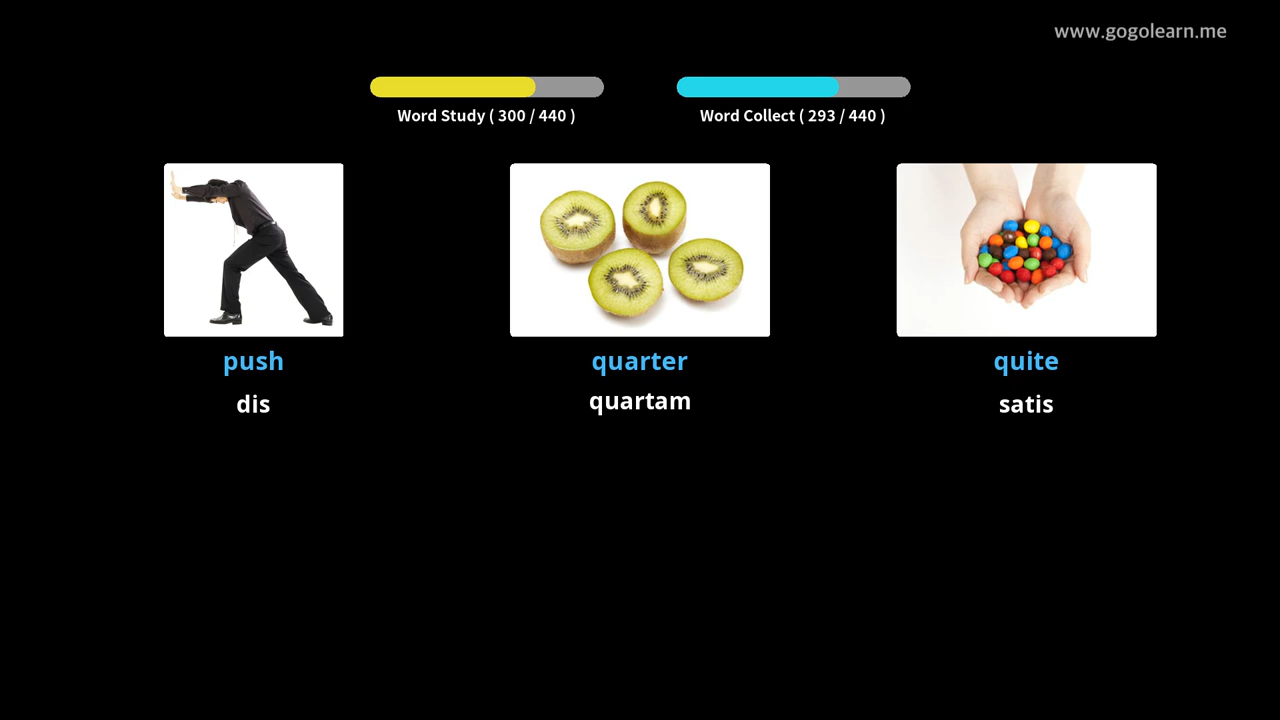 www.gogolearn.me
Word Study ( 300 / 440 )
Word Collect ( 293 / 440 )
push
quarter
quite
dis
quartam
satis